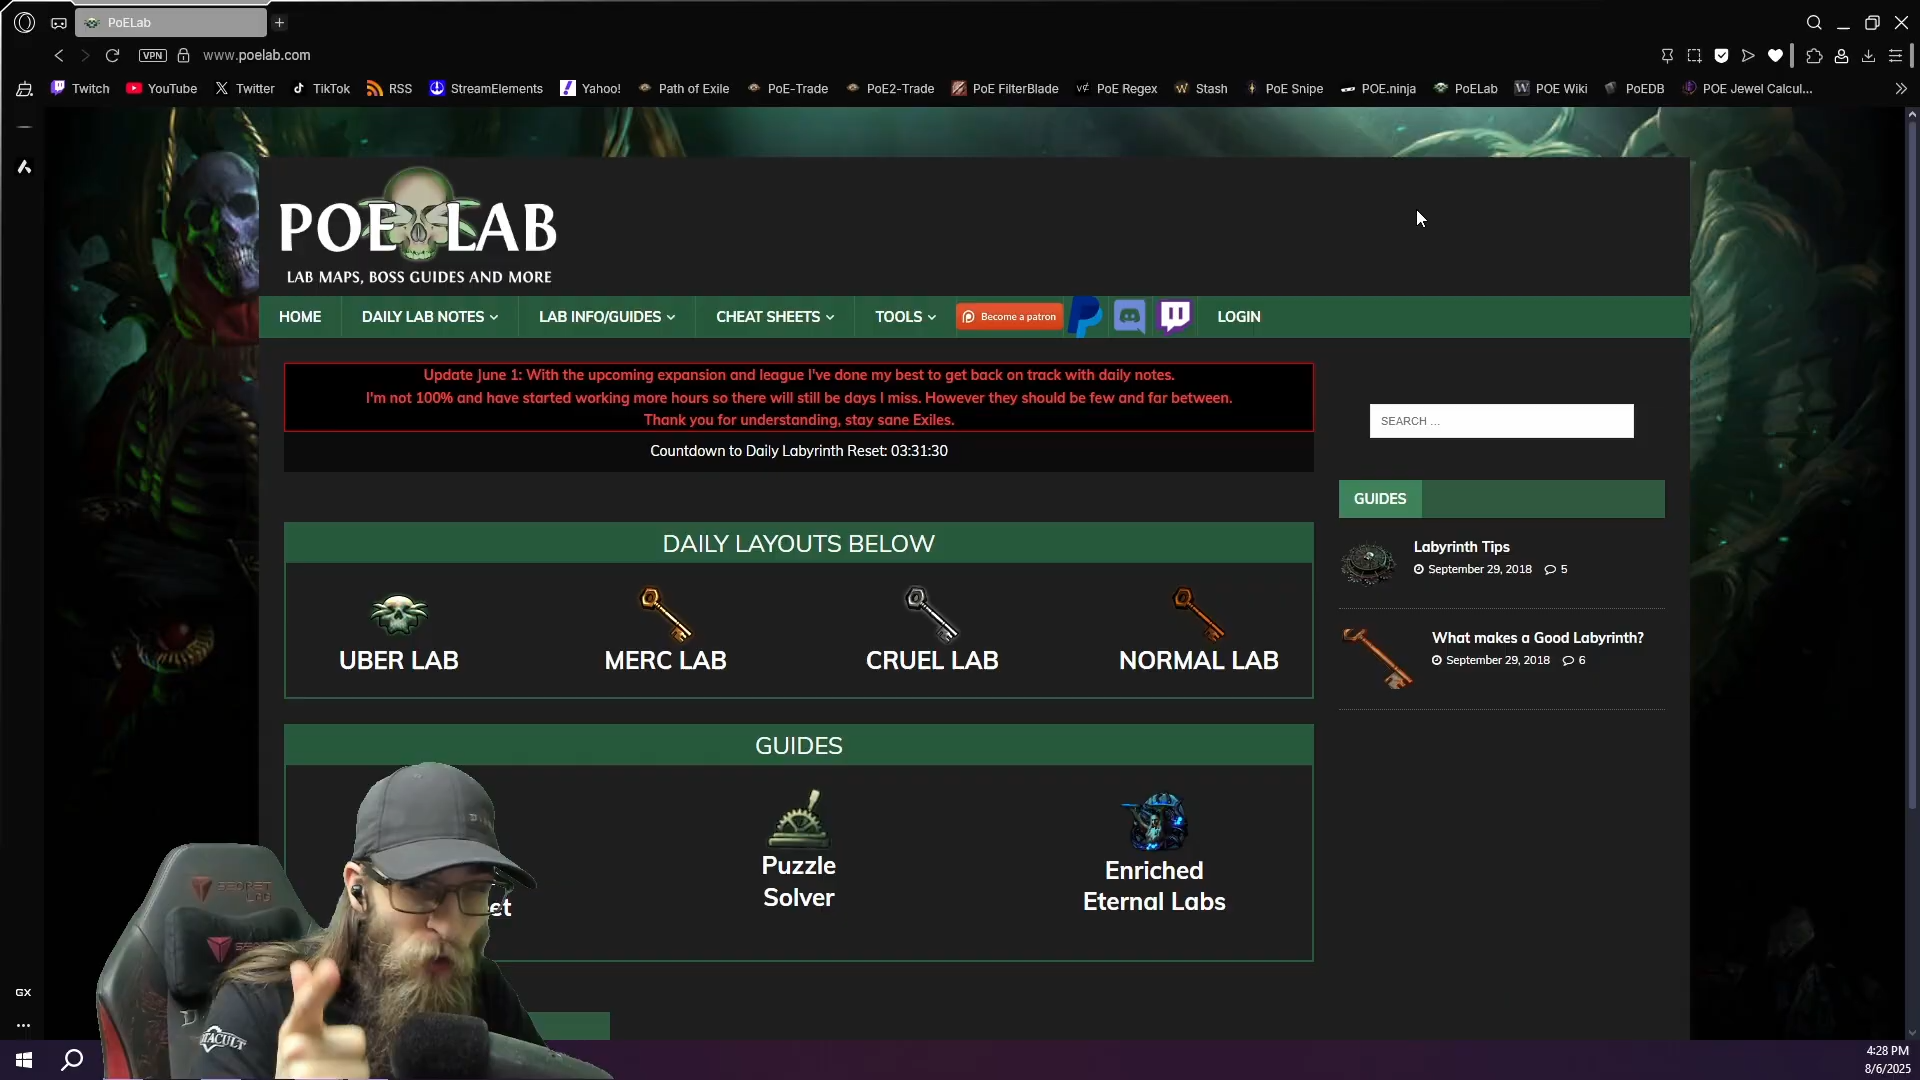 PoELab
VPN
www.poelab.com
Twitch
YouTube
Twitter
TikTok
RSS
StreamElements
Yahoo!
Path of Exile
PoE-Trade
PoE2-Trade
PoE FilterBlade
PoE Regex
Stash
PoE Snipe
POE.ninja
PoELab
POE Wiki
PoEDB
POE Jewel Calcul...
POE LAB
LAB MAPS, BOSS GUIDES AND MORE
HOME
DAILY LAB NOTES
LAB INFO/GUIDES
CHEAT SHEETS
TOOLS
Become a patron
LOGIN
Update June 1: With the upcoming expansion and league I've done my best to get back on track with daily notes.
I'm not 100% and have started working more hours so there will still be days I miss. However they should be few and far between.
Thank you for understanding, stay sane Exiles.
Countdown to Daily Labyrinth Reset: 03:31:30
SEARCH ...
GUIDES
Labyrinth Tips
September 29, 2018 5
What makes a Good Labyrinth?
September 29, 2018 6
DAILY LAYOUTS BELOW
UBER LAB
MERC LAB
CRUEL LAB
NORMAL LAB
GUIDES
et
Puzzle
Solver
Enriched
Eternal Labs
SECRET
LAB
GX
4:28 PM
8/6/2025